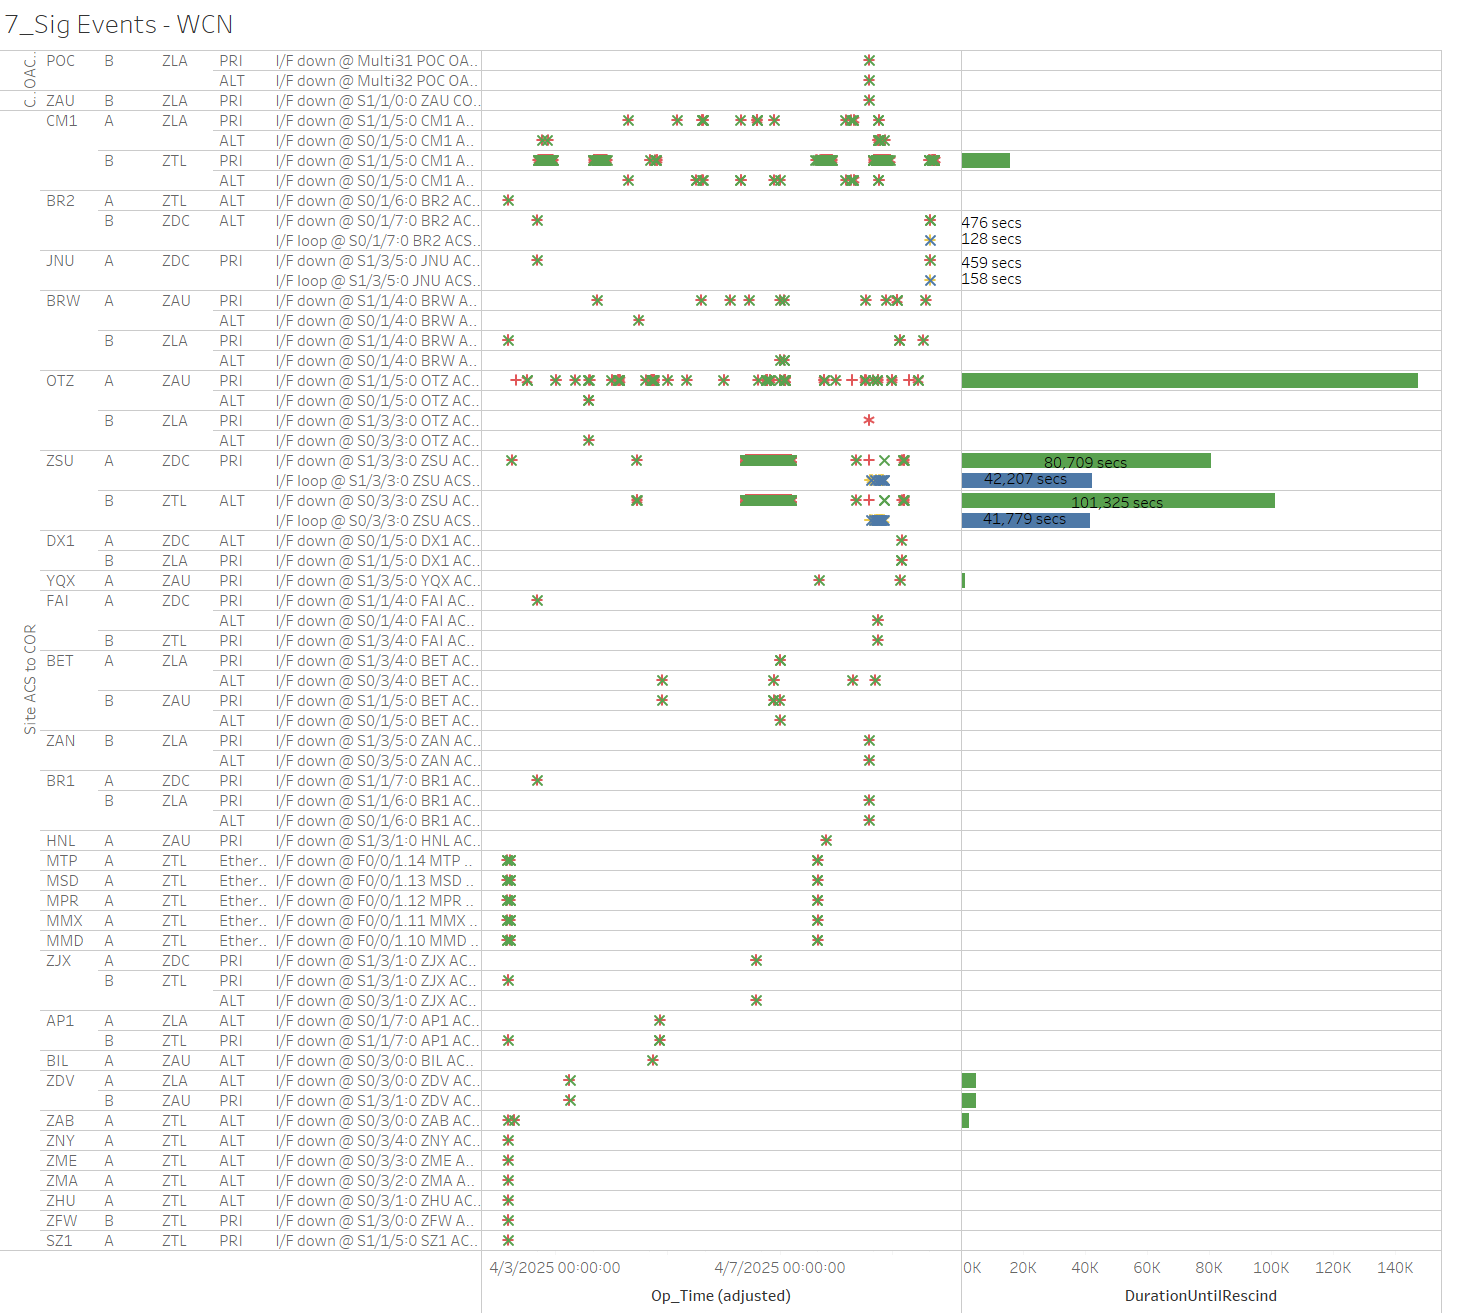 7_Sig Events - WCN
C.. OAC..
POC B ZLA PRI I/F down @ Multi31 POC OA..
ALT I/F down @ Multi32 POC OA..
ZAU B ZLA PRI I/F down @ S1/1/0:0 ZAU CO..
Site ACS to COR
CM1 A ZLA PRI I/F down @ S1/1/5:0 CM1 A..
ALT I/F down @ S0/1/5:0 CM1 A..
B ZTL PRI I/F down @ S1/1/5:0 CM1 A..
ALT I/F down @ S0/1/5:0 CM1 A..
BR2 A ZTL ALT I/F down @ S0/1/6:0 BR2 AC..
B ZDC ALT I/F down @ S0/1/7:0 BR2 AC.. 476 secs
I/F loop @ S0/1/7:0 BR2 ACS.. 128 secs
JNU A ZDC PRI I/F down @ S1/3/5:0 JNU AC.. 459 secs
I/F loop @ S1/3/5:0 JNU ACS.. 158 secs
BRW A ZAU PRI I/F down @ S1/1/4:0 BRW A..
ALT I/F down @ S0/1/4:0 BRW A..
B ZLA PRI I/F down @ S1/1/4:0 BRW A..
ALT I/F down @ S0/1/4:0 BRW A..
OTZ A ZAU PRI I/F down @ S1/1/5:0 OTZ AC..
ALT I/F down @ S0/1/5:0 OTZ AC..
B ZLA PRI I/F down @ S1/3/3:0 OTZ AC..
ALT I/F down @ S0/3/3:0 OTZ AC..
ZSU A ZDC PRI I/F down @ S1/3/3:0 ZSU AC.. 80,709 secs
I/F loop @ S1/3/3:0 ZSU ACS.. 42,207 secs
B ZTL ALT I/F down @ S0/3/3:0 ZSU AC.. 101,325 secs
I/F loop @ S0/3/3:0 ZSU ACS.. 41,779 secs
DX1 A ZDC ALT I/F down @ S0/1/5:0 DX1 AC..
B ZLA PRI I/F down @ S1/1/5:0 DX1 AC..
YQX A ZAU PRI I/F down @ S1/3/5:0 YQX AC..
FAI A ZDC PRI I/F down @ S1/1/4:0 FAI AC..
ALT I/F down @ S0/1/4:0 FAI AC..
B ZTL PRI I/F down @ S1/3/4:0 FAI AC..
BET A ZLA PRI I/F down @ S1/3/4:0 BET AC..
ALT I/F down @ S0/3/4:0 BET AC..
B ZAU PRI I/F down @ S1/1/5:0 BET AC..
ALT I/F down @ S0/1/5:0 BET AC..
ZAN B ZLA PRI I/F down @ S1/3/5:0 ZAN AC..
ALT I/F down @ S0/3/5:0 ZAN AC..
BR1 A ZDC PRI I/F down @ S1/1/7:0 BR1 AC..
B ZLA PRI I/F down @ S1/1/6:0 BR1 AC..
ALT I/F down @ S0/1/6:0 BR1 AC..
HNL A ZAU PRI I/F down @ S1/3/1:0 HNL AC..
MTP A ZTL Ether.. I/F down @ F0/0/1.14 MTP ..
MSD A ZTL Ether.. I/F down @ F0/0/1.13 MSD ..
MPR A ZTL Ether.. I/F down @ F0/0/1.12 MPR ..
MMX A ZTL Ether.. I/F down @ F0/0/1.11 MMX ..
MMD A ZTL Ether.. I/F down @ F0/0/1.10 MMD ..
ZJX A ZDC PRI I/F down @ S1/3/1:0 ZJX AC..
B ZTL PRI I/F down @ S1/3/1:0 ZJX AC..
ALT I/F down @ S0/3/1:0 ZJX AC..
AP1 A ZLA ALT I/F down @ S0/1/7:0 AP1 AC..
B ZTL PRI I/F down @ S1/1/7:0 AP1 AC..
BIL A ZAU ALT I/F down @ S0/3/0:0 BIL AC..
ZDV A ZLA ALT I/F down @ S0/3/0:0 ZDV AC..
B ZAU PRI I/F down @ S1/3/1:0 ZDV AC..
ZAB A ZTL ALT I/F down @ S0/3/0:0 ZAB AC..
ZNY A ZTL ALT I/F down @ S0/3/4:0 ZNY AC..
ZME A ZTL ALT I/F down @ S0/3/3:0 ZME A..
ZMA A ZTL ALT I/F down @ S0/3/2:0 ZMA A..
ZHU A ZTL ALT I/F down @ S0/3/1:0 ZHU AC..
ZFW B ZTL PRI I/F down @ S1/3/0:0 ZFW A..
SZ1 A ZTL PRI I/F down @ S1/1/5:0 SZ1 AC..
4/3/2025 00:00:00 4/7/2025 00:00:00 0K 20K 40K 60K 80K 100K 120K 140K
Op_Time (adjusted) DurationUntilRescind